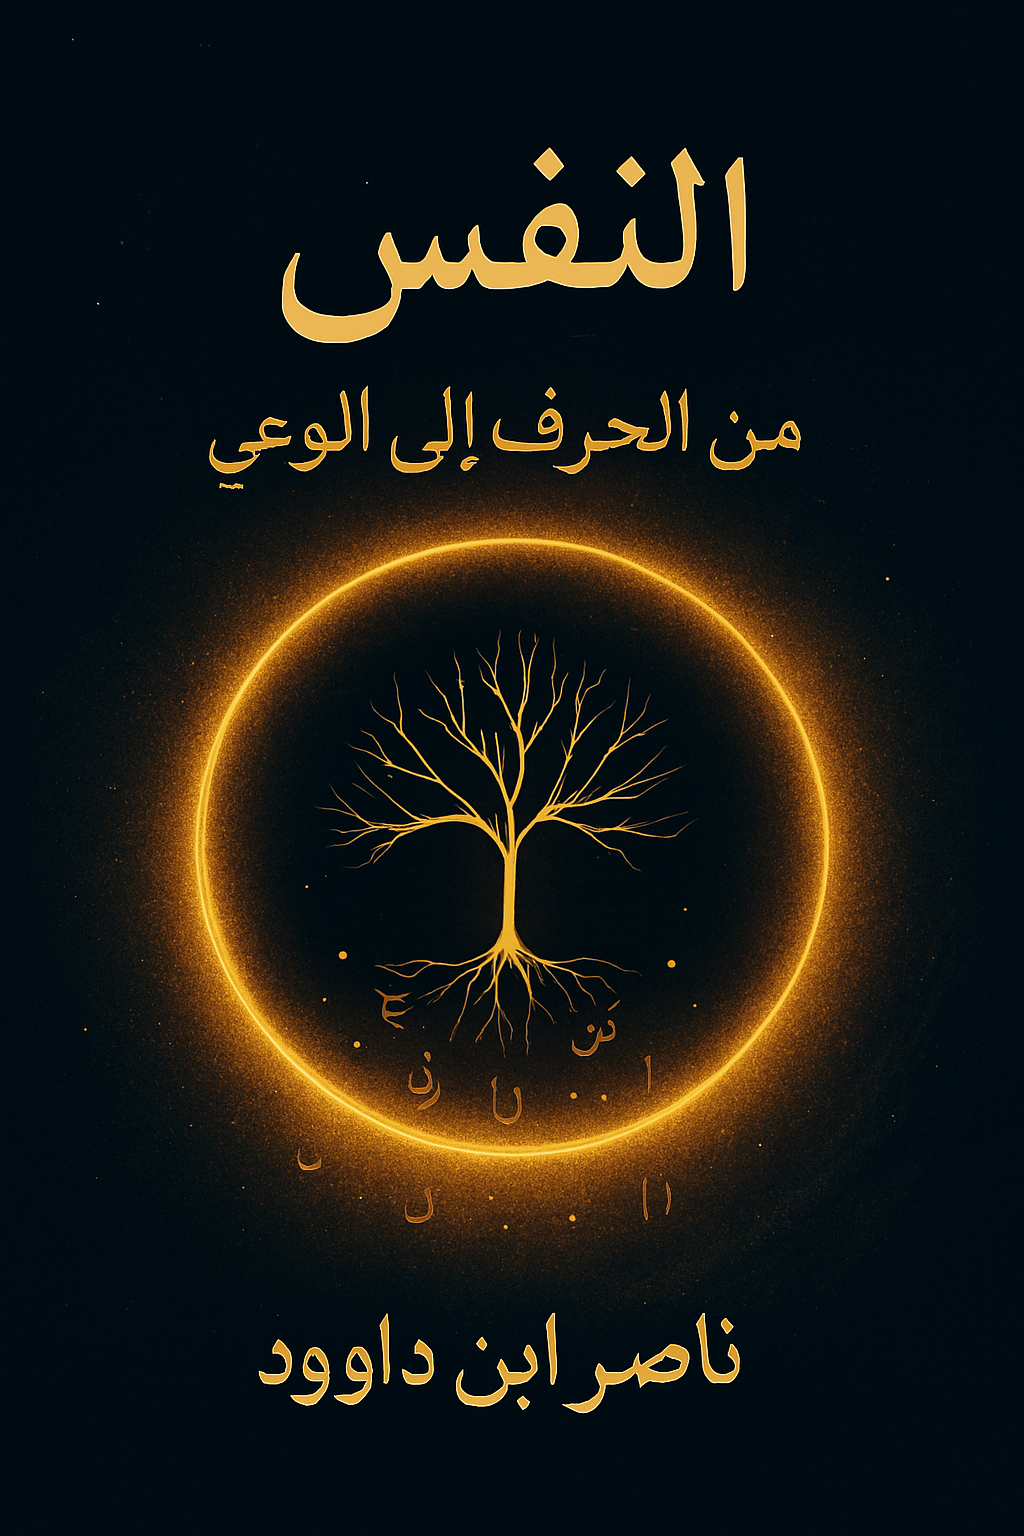 النفس
من الحرف إلى الوعي
ناصر ابن داوود